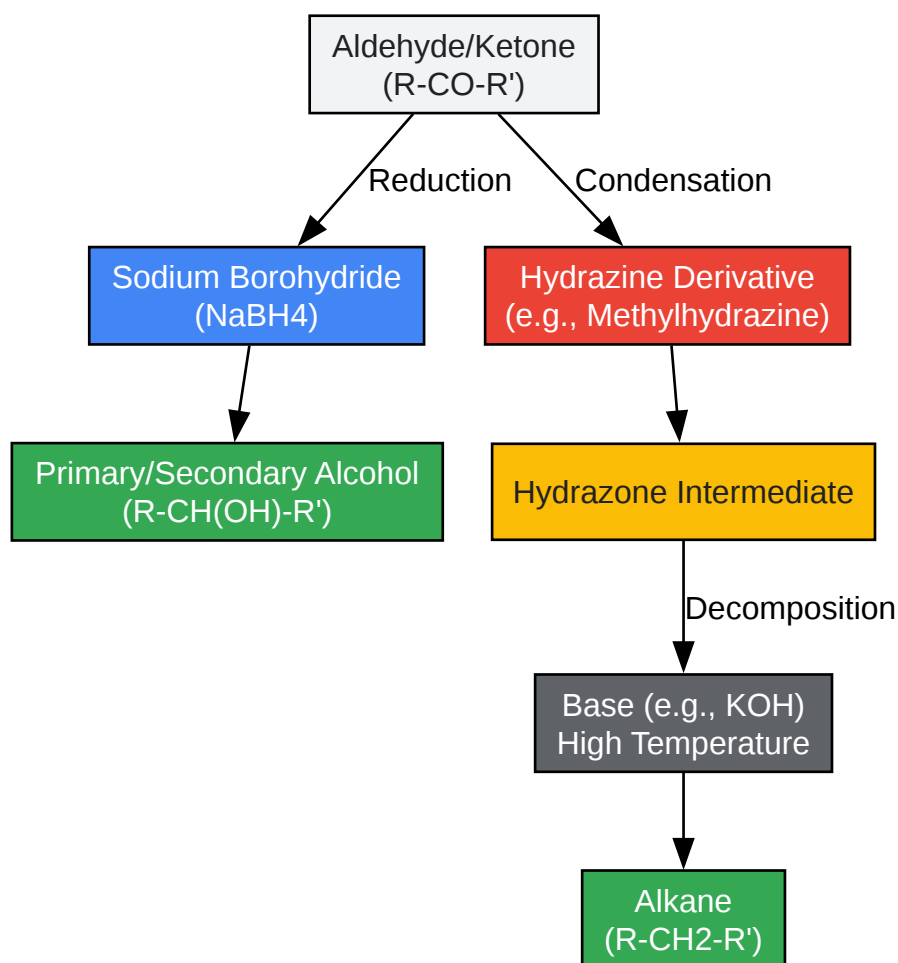 Aldehyde/Ketone
(R-CO-R')
Reduction
Condensation
Sodium Borohydride
(NaBH4)
Hydrazine Derivative
(e.g., Methylhydrazine)
Primary/Secondary Alcohol
(R-CH(OH)-R')
Hydrazone Intermediate
Decomposition
Base (e.g., KOH)
High Temperature
Alkane
(R-CH2-R')